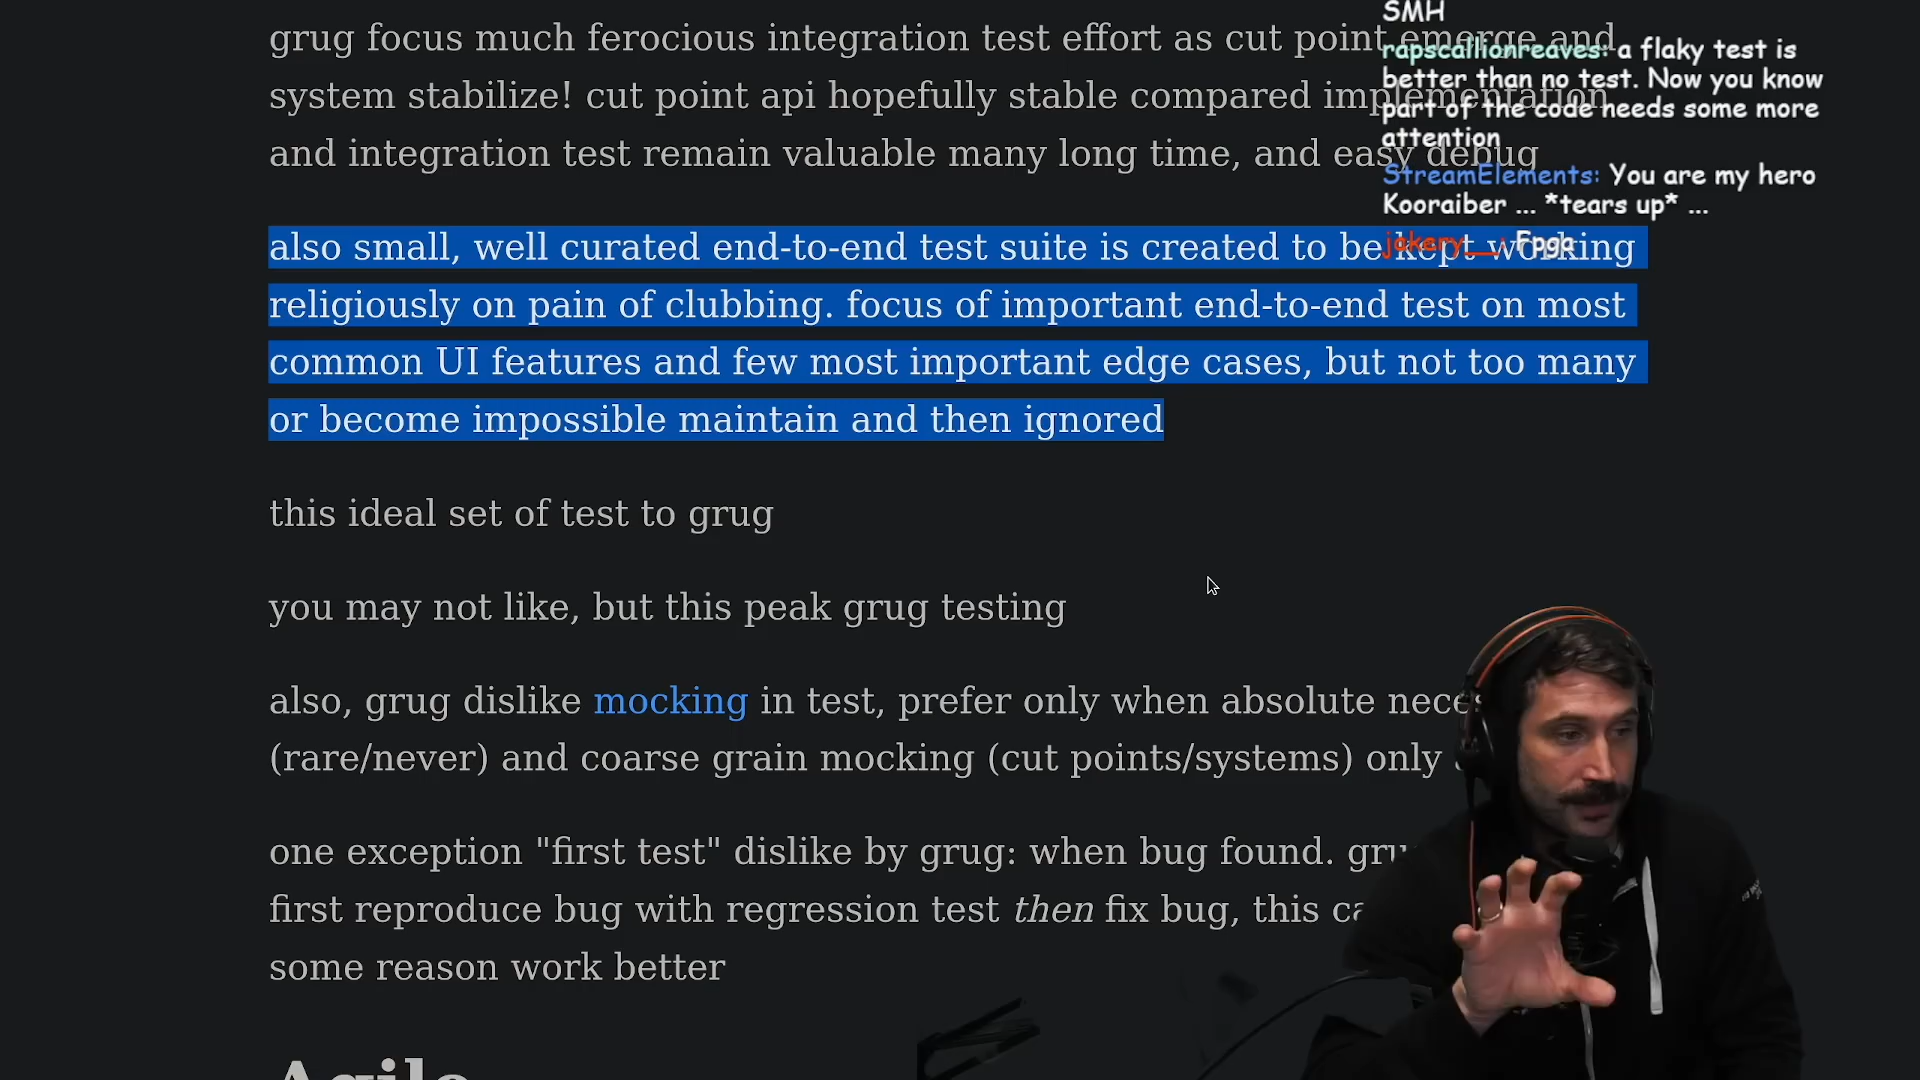 grug focus much ferocious integration test effort as cut point emerge and
system stabilize! cut point api hopefully stable compared implementation
and integration test remain valuable many long time, and easy debug
also small, well curated end-to-end test suite is created to be kept working
religiously on pain of clubbing. focus of important end-to-end test on most
common UI features and few most important edge cases, but not too many
or become impossible maintain and then ignored
this ideal set of test to grug
you may not like, but this peak grug testing
also, grug dislike mocking in test, prefer only when absolute
(rare/never) and coarse grain mocking (cut points/systems) only
one exception "first test" dislike by grug: when bug found.
first reproduce bug with regression test then fix bug, this
some reason work better
Agile
SMH
rapscallionreaves: a flaky test is
better than no test. Now you know
part of the code needs some more
attention
StreamElements: You are my hero
Kooraiber ... *tears up* ...
Fpga